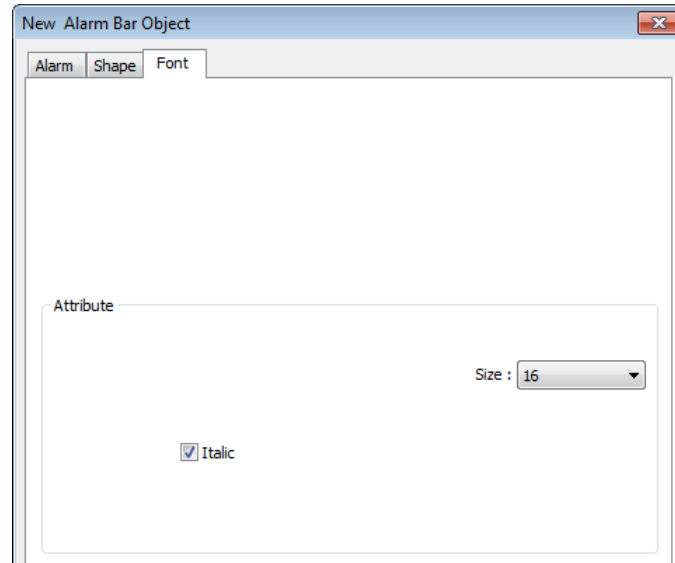 New Alarm Bar Object
Alarm Shape Font
Attribute
Size : 16
Italic